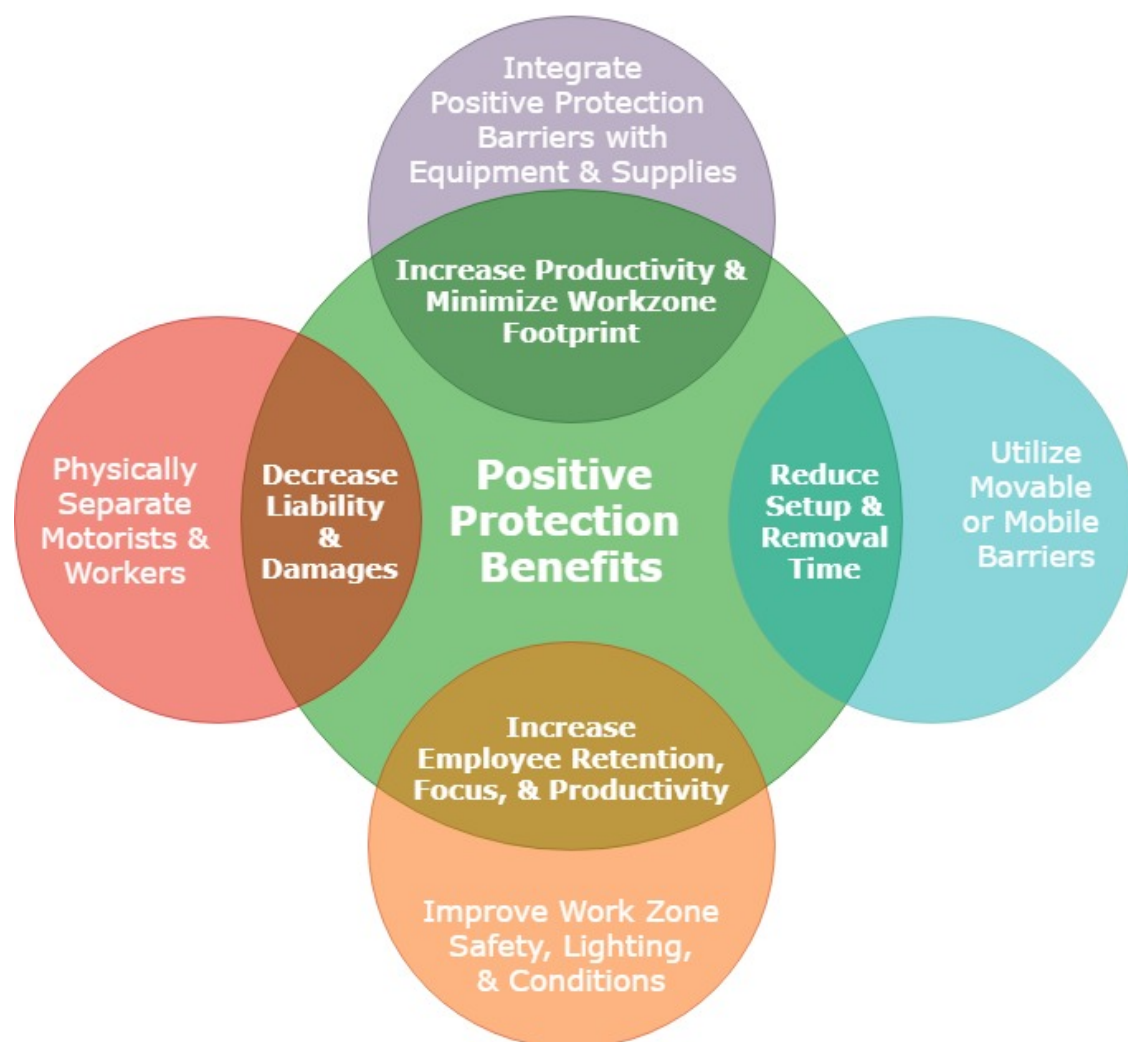 Integrate
Positive Protection
Barriers with
Equipment & Supplies
Increase Productivity &
Minimize Workzone
Footprint
Physically
Separate
Motorists &
Workers
Decrease
Liability
&
Damages
Positive
Protection
Benefits
Reduce
Setup &
Removal
Time
Utilize
Movable
or Mobile
Barriers
Increase
Employee Retention,
Focus, & Productivity
Improve Work Zone
Safety, Lighting,
& Conditions